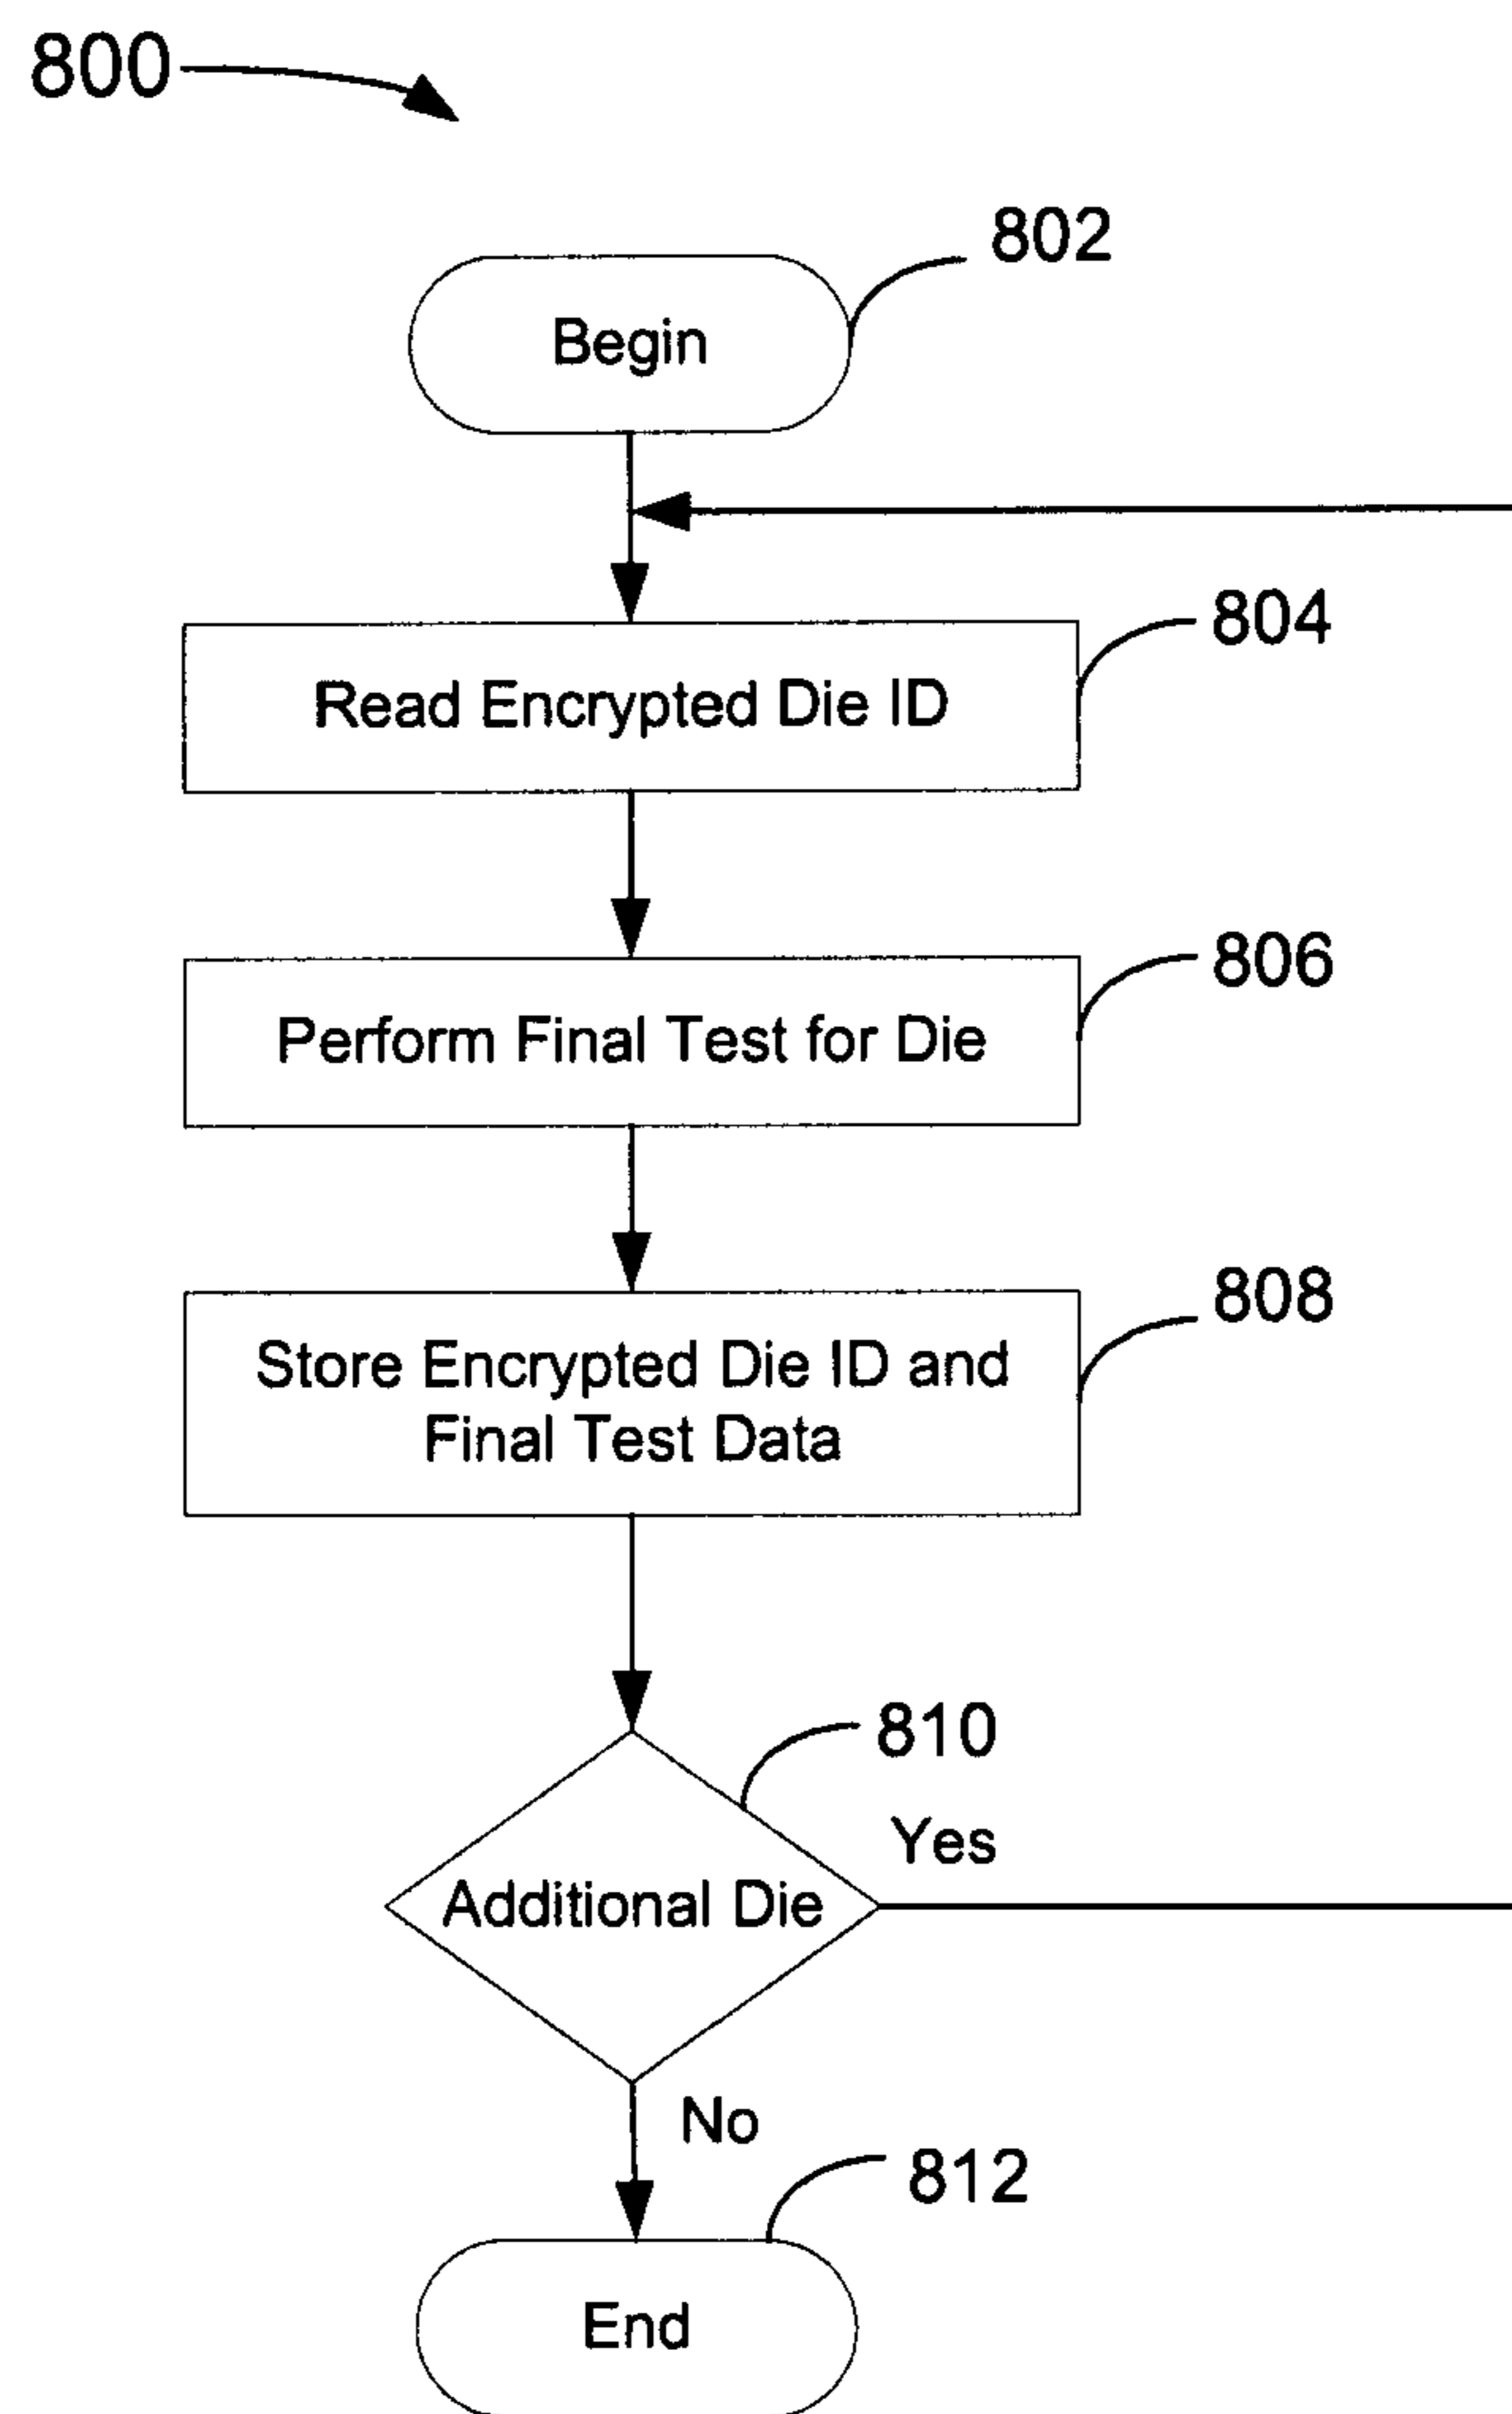 800
802
Begin
804
Read Encrypted Die ID
806
Perform Final Test for Die
808
Store Encrypted Die ID and
Final Test Data
810
Yes
Additional Die
No
812
End